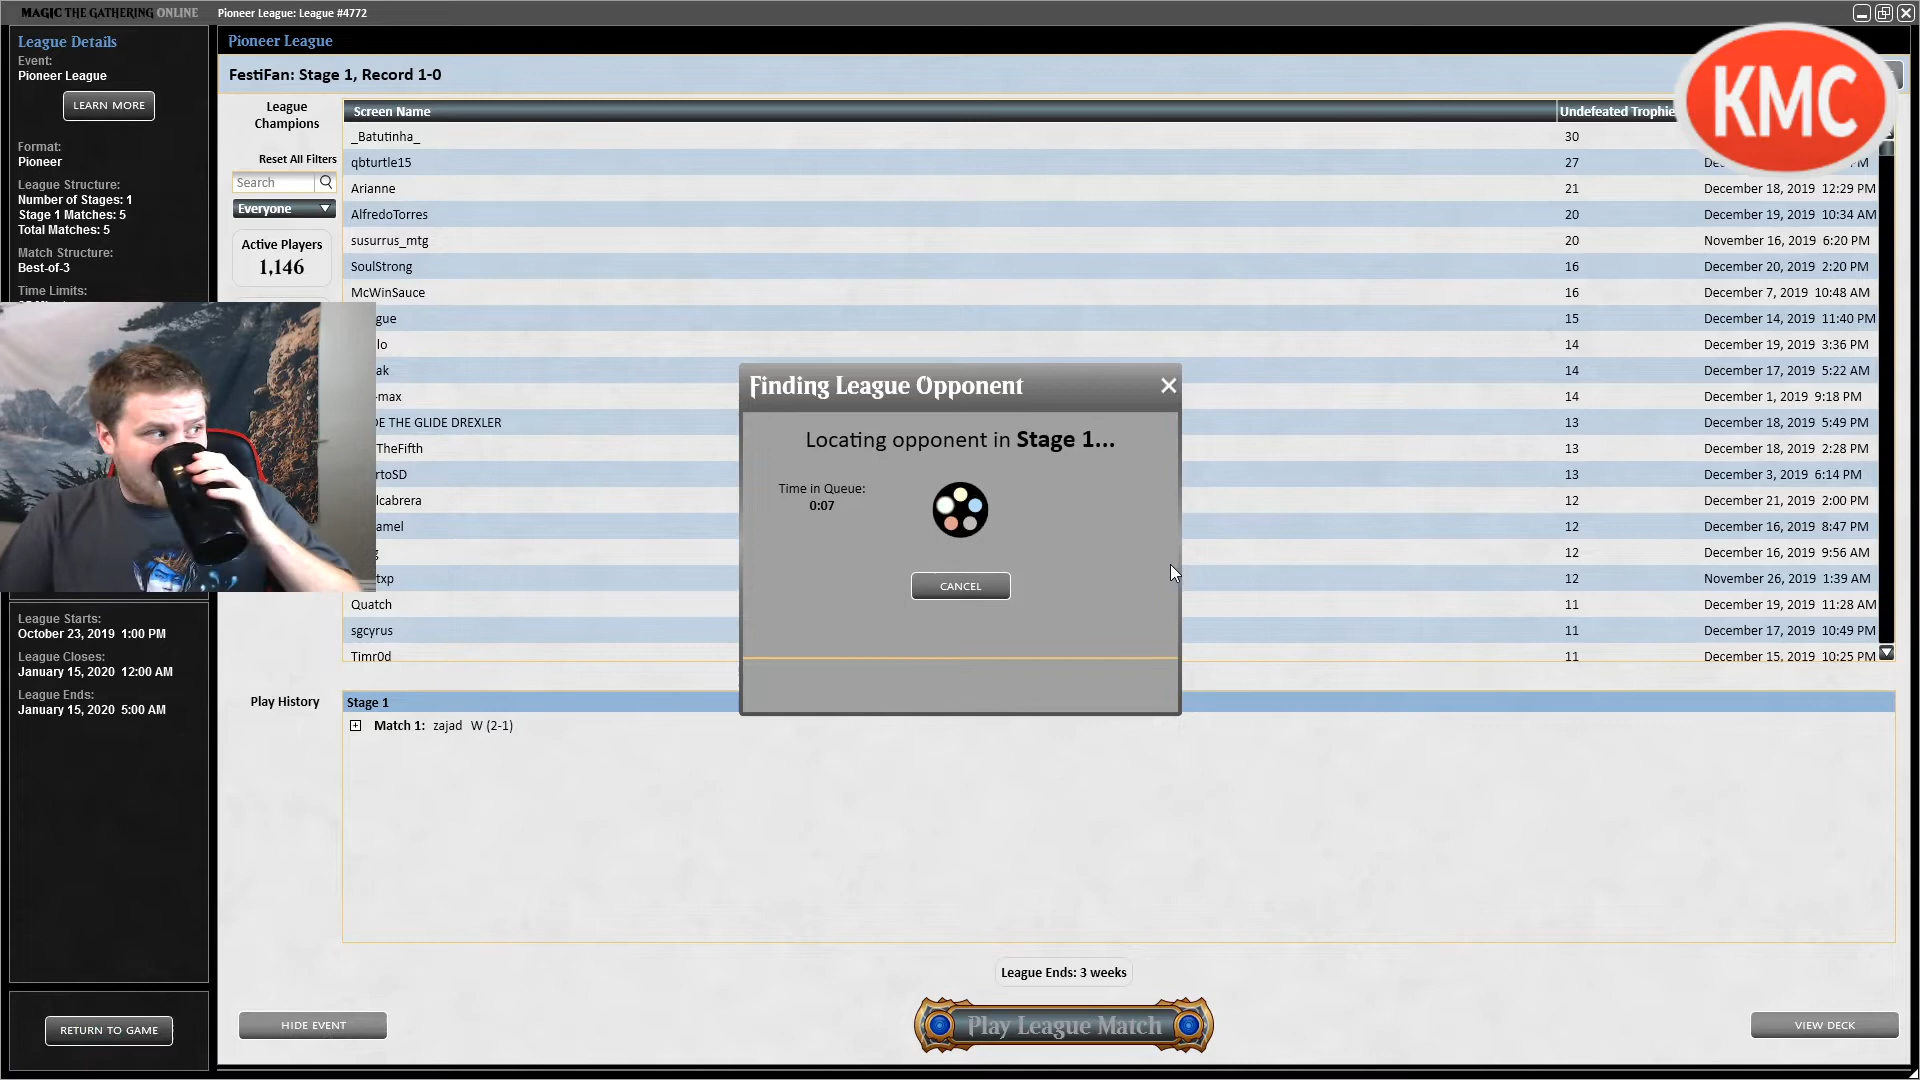 MAGIC THE GATHERING ONLINE
Pioneer League: League #4772
League Details
Event:
Pioneer League
LEARN MORE
Format:
Pioneer
League Structure:
Number of Stages: 1
Stage 1 Matches: 5
Total Matches: 5
Match Structure:
Best-of-3
Time Limits:
League Starts:
October 23, 2019 1:00 PM
League Closes:
January 15, 2020 12:00 AM
League Ends:
January 15, 2020 5:00 AM
RETURN TO GAME
Pioneer League
FestiFan: Stage 1, Record 1-0
KMC
League
Champions
Reset All Filters
Search
Everyone
Active Players
1,146
Screen Name Undefeated Trophie
_Batutinha_ 30
qbturtle15 27 Dec PM
Arianne 21 December 18, 2019 12:29 PM
AlfredoTorres 20 December 19, 2019 10:34 AM
susurrus_mtg 20 November 16, 2019 6:20 PM
SoulStrong 16 December 20, 2019 2:20 PM
McWinSauce 16 December 7, 2019 10:48 AM
gue 15 December 14, 2019 11:40 PM
lo 14 December 19, 2019 3:36 PM
ak 14 December 17, 2019 5:22 AM
-max 14 December 1, 2019 9:18 PM
DE THE GLIDE DREXLER 13 December 18, 2019 5:49 PM
TheFifth 13 December 18, 2019 2:28 PM
rtoSD 13 December 3, 2019 6:14 PM
lcabrera 12 December 21, 2019 2:00 PM
amel 12 December 16, 2019 8:47 PM
g 12 December 16, 2019 9:56 AM
txp 12 November 26, 2019 1:39 AM
Quatch 11 December 19, 2019 11:28 AM
sgcyrus 11 December 17, 2019 10:49 PM
Timr0d 11 December 15, 2019 10:25 PM
Finding League Opponent
Locating opponent in Stage 1...
Time in Queue:
0:07
CANCEL
Play History
Stage 1
Match 1: zajad W (2-1)
League Ends: 3 weeks
HIDE EVENT
Play League Match
VIEW DECK